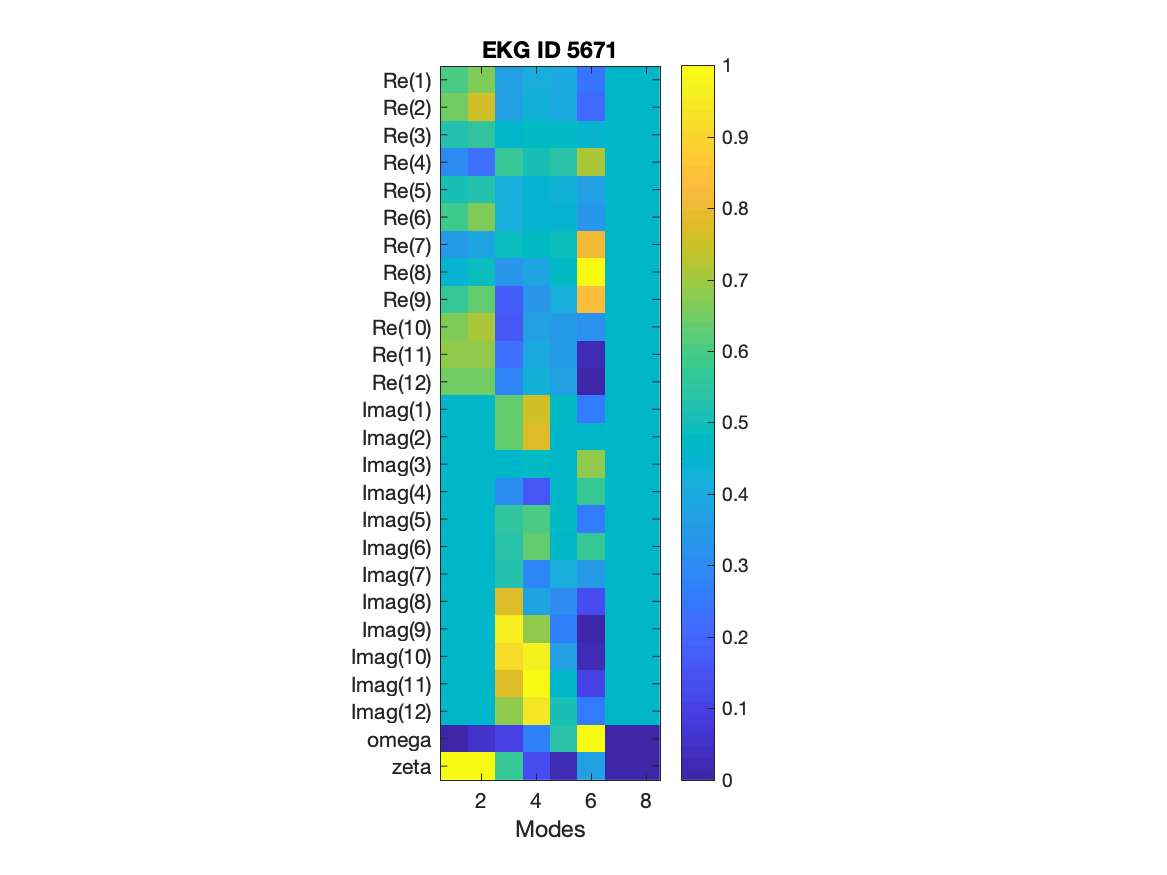 EKG ID 5671
Re(1)
Re(2)
Re(3)
Re(4)
Re(5)
Re(6)
Re(7)
Re(8)
Re(9)
Re(10)
Re(11)
Re(12)
Imag(1)
Imag(2)
Imag(3)
Imag(4)
Imag(5)
Imag(6)
Imag(7)
Imag(8)
Imag(9)
Imag(10)
Imag(11)
Imag(12)
omega
zeta
2 4 6 8
Modes
1
0.9
0.8
0.7
0.6
0.5
0.4
0.3
0.2
0.1
0